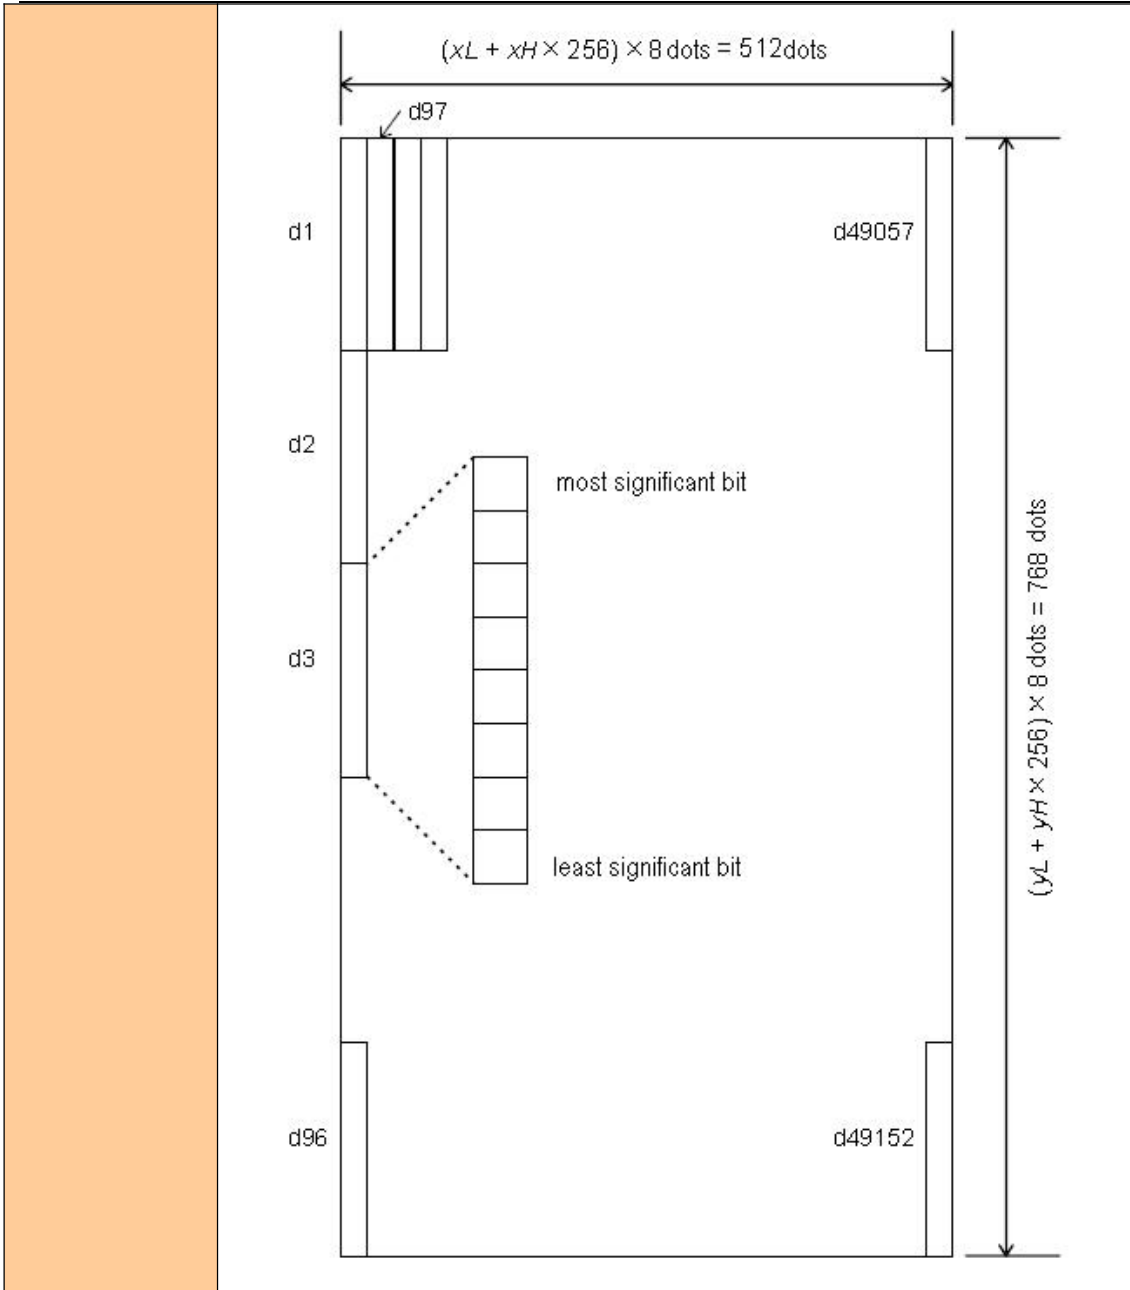 (xL + xH × 256) × 8 dots = 512dots
d97
d1
d49057
d2
most significant bit
d3
least significant bit
(yL + yH × 256) × 8 dots = 768 dots
d96
d49152